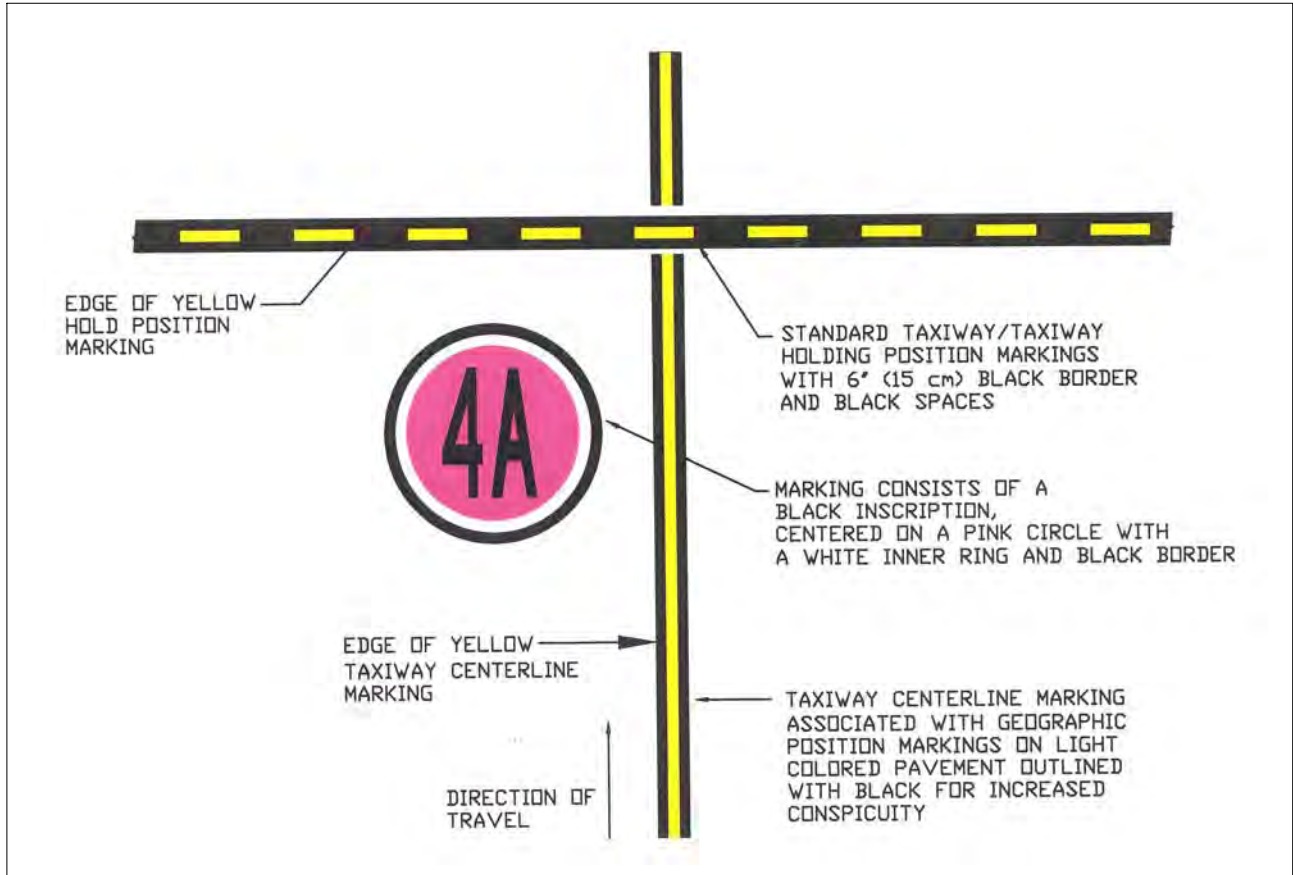 EDGE OF YELLOW
HOLD POSITION
MARKING
STANDARD TAXIWAY/TAXIWAY
HOLDING POSITION MARKINGS
WITH 6" (15 cm) BLACK BORDER
AND BLACK SPACES
4A
MARKING CONSISTS OF A
BLACK INSCRIPTION,
CENTERED ON A PINK CIRCLE WITH
A WHITE INNER RING AND BLACK BORDER
EDGE OF YELLOW
TAXIWAY CENTERLINE
MARKING
TAXIWAY CENTERLINE MARKING
ASSOCIATED WITH GEOGRAPHIC
POSITION MARKINGS ON LIGHT
COLORED PAVEMENT OUTLINED
WITH BLACK FOR INCREASED
CONSPICUITY
DIRECTION OF
TRAVEL